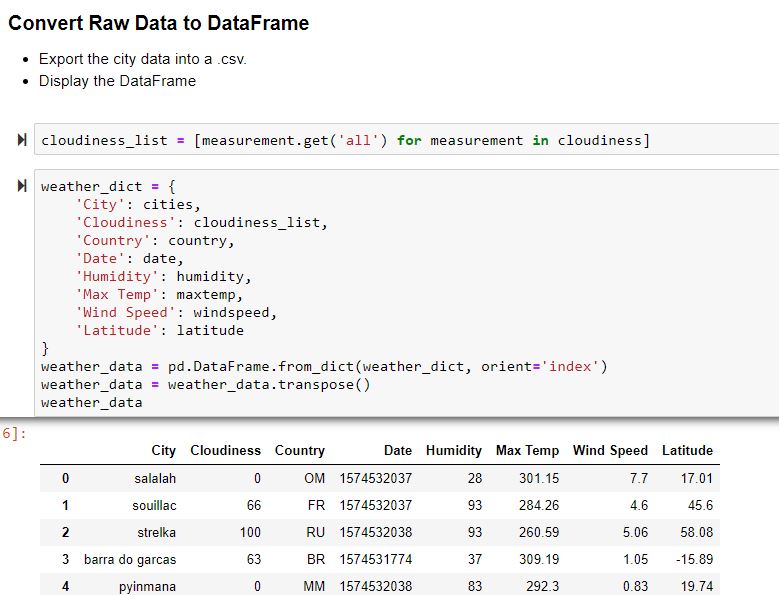 Convert Raw Data to DataFrame
• Export the city data into a .csv.
• Display the DataFrame
cloudiness_list = [measurement.get('all') for measurement in cloudiness]
weather_dict = {
    'City': cities,
    'Cloudiness': cloudiness_list,
    'Country': country,
    'Date': date,
    'Humidity': humidity,
    'Max Temp': maxtemp,
    'Wind Speed': windspeed,
    'Latitude': latitude
}
weather_data = pd.DataFrame.from_dict(weather_dict, orient='index')
weather_data = weather_data.transpose()
weather_data
6]:
City Cloudiness Country Date Humidity Max Temp Wind Speed Latitude
0 salalah 0 OM 1574532037 28 301.15 7.7 17.01
1 souillac 66 FR 1574532037 93 284.26 4.6 45.6
2 strelka 100 RU 1574532038 93 260.59 5.06 58.08
3 barra do garcas 63 BR 1574531774 37 309.19 1.05 -15.89
4 pyinmana 0 MM 1574532038 83 292.3 0.83 19.74